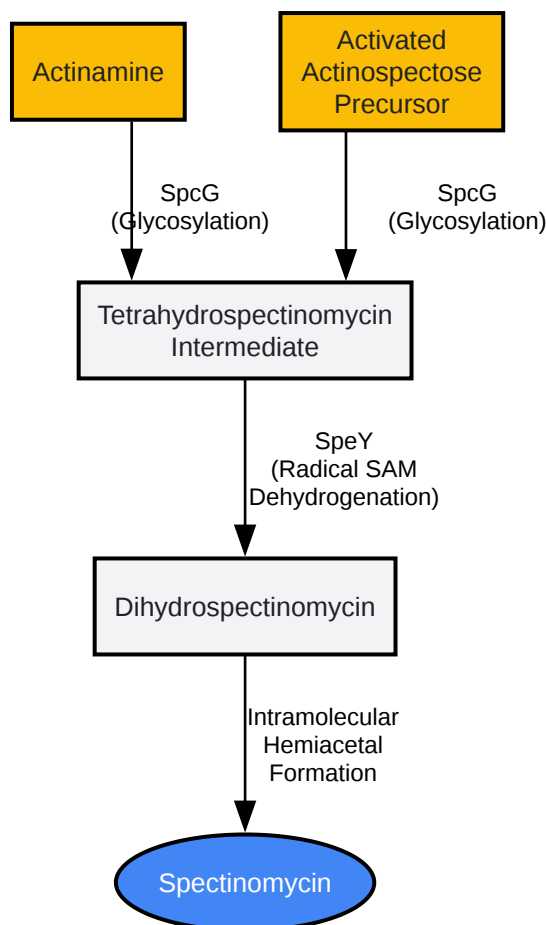 Actinamine
Activated
Actinospectose
Precursor
SpcG
(Glycosylation)
SpcG
(Glycosylation)
Tetrahydrospectinomycin
Intermediate
SpeY
(Radical SAM
Dehydrogenation)
Dihydrospectinomycin
Intramolecular
Hemiacetal
Formation
Spectinomycin